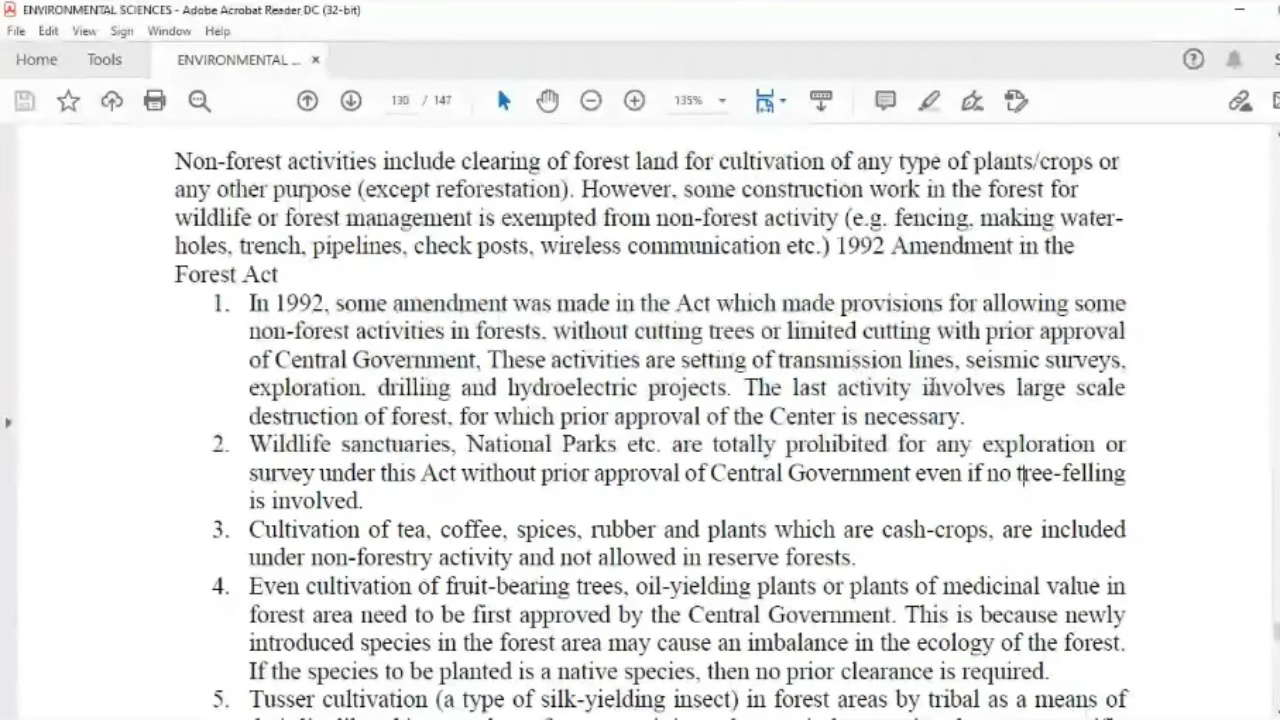 ENVIRONMENTAL SCIENCES - Adobe Acrobat Reader DC (32-bit)
File Edit View Sign Window Help
Home Tools ENVIRONMENTAL ... ×
130 / 147 135%
Non-forest activities include clearing of forest land for cultivation of any type of plants/crops or
any other purpose (except reforestation). However, some construction work in the forest for
wildlife or forest management is exempted from non-forest activity (e.g. fencing, making water-
holes, trench, pipelines, check posts, wireless communication etc.) 1992 Amendment in the
Forest Act
1. In 1992, some amendment was made in the Act which made provisions for allowing some
non-forest activities in forests, without cutting trees or limited cutting with prior approval
of Central Government, These activities are setting of transmission lines, seismic surveys,
exploration. drilling and hydroelectric projects. The last activity involves large scale
destruction of forest, for which prior approval of the Center is necessary.
2. Wildlife sanctuaries, National Parks etc. are totally prohibited for any exploration or
survey under this Act without prior approval of Central Government even if no tree-felling
is involved.
3. Cultivation of tea, coffee, spices, rubber and plants which are cash-crops, are included
under non-forestry activity and not allowed in reserve forests.
4. Even cultivation of fruit-bearing trees, oil-yielding plants or plants of medicinal value in
forest area need to be first approved by the Central Government. This is because newly
introduced species in the forest area may cause an imbalance in the ecology of the forest.
If the species to be planted is a native species, then no prior clearance is required.
5. Tusser cultivation (a type of silk-yielding insect) in forest areas by tribal as a means of